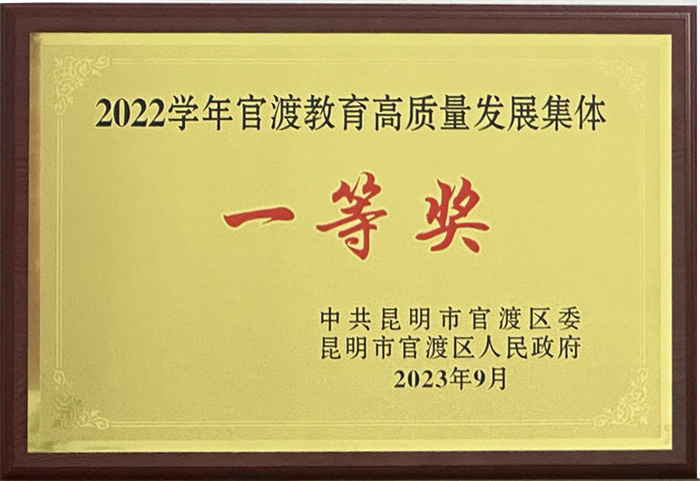 2022学年官渡教育高质量发展集体
一等奖
中共昆明市官渡区委
昆明市官渡区人民政府
2023年9月